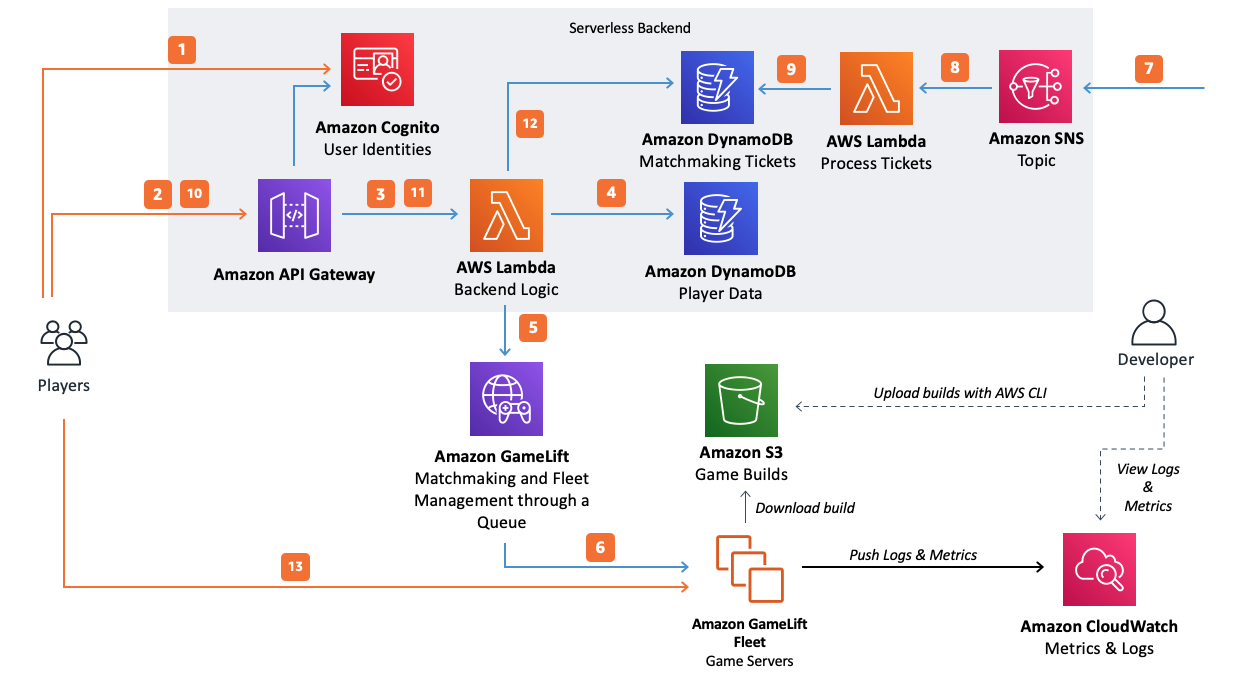 Serverless Backend
1
Amazon Cognito
User Identities
12
Amazon DynamoDB
Matchmaking Tickets
9
AWS Lambda
Process Tickets
8
Amazon SNS
Topic
7
2
10
Amazon API Gateway
3
11
AWS Lambda
Backend Logic
4
Amazon DynamoDB
Player Data
5
Players
Developer
Amazon GameLift
Matchmaking and Fleet
Management through a
Queue
Upload builds with AWS CLI
Amazon S3
Game Builds
Download build
View Logs
&
Metrics
6
13
Amazon GameLift
Fleet
Game Servers
Push Logs & Metrics
Amazon CloudWatch
Metrics & Logs